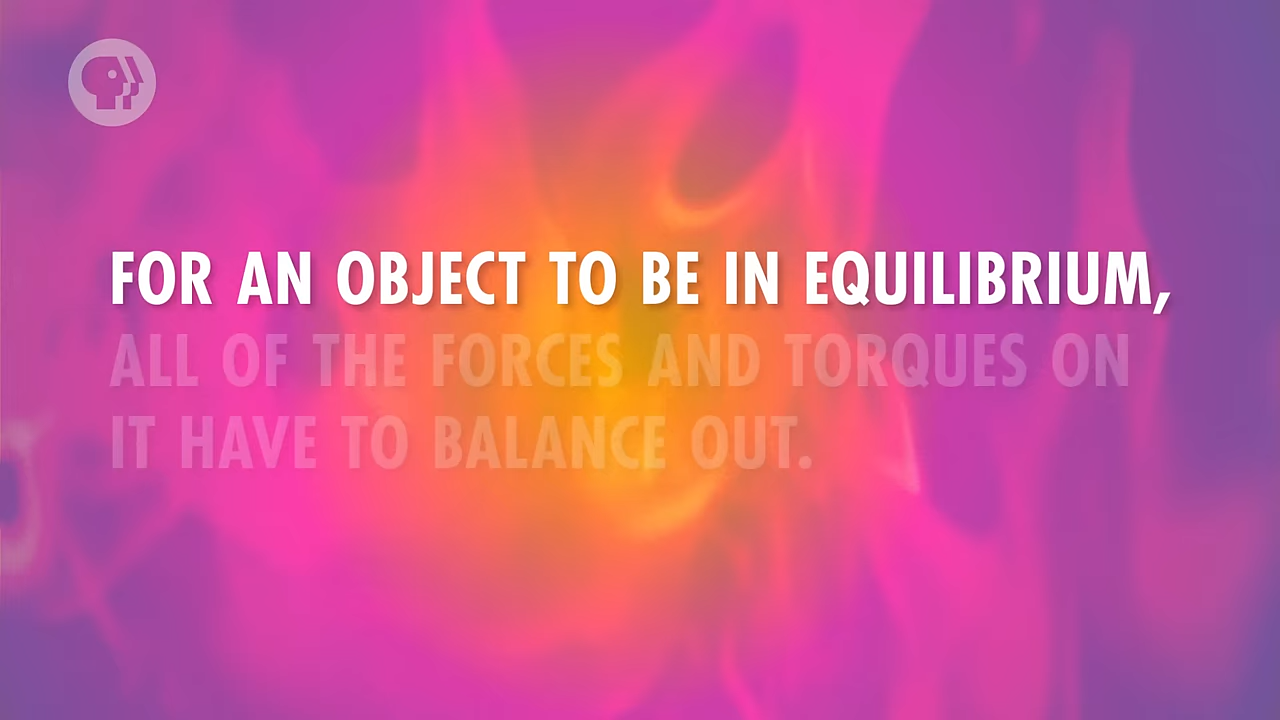 FOR AN OBJECT TO BE IN EQUILIBRIUM,
ALL OF THE FORCES AND TORQUES ON
IT HAVE TO BALANCE OUT.